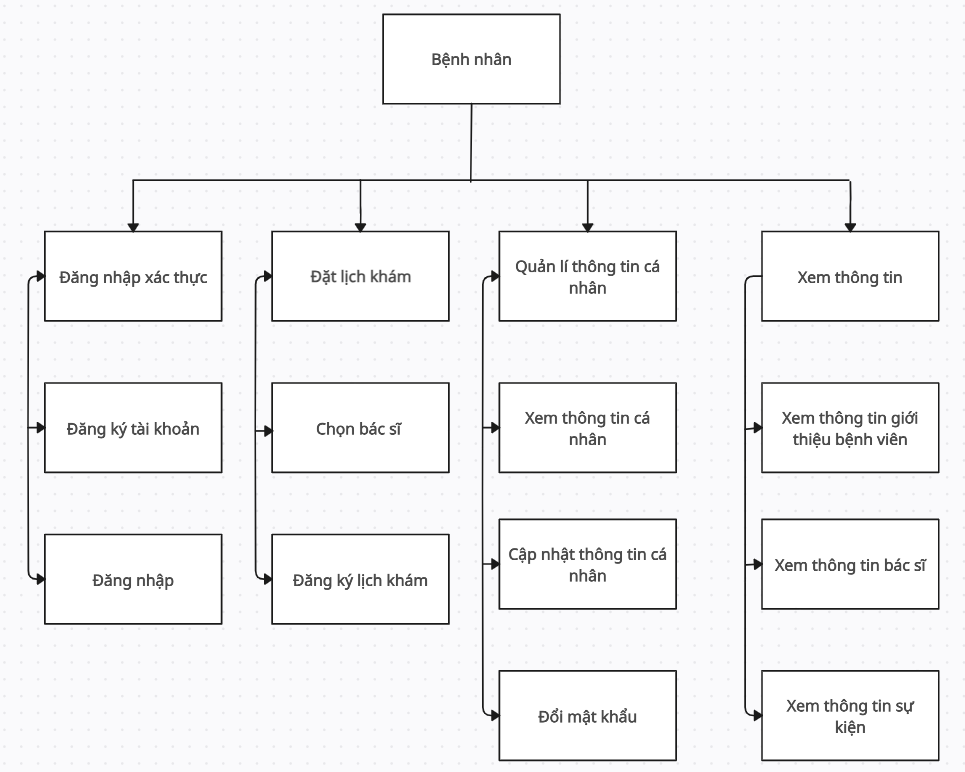 Bệnh nhân
Đăng nhập xác thực
Đặt lịch khám
Quản lí thông tin cá
nhân
Xem thông tin
Đăng ký tài khoản
Chọn bác sĩ
Xem thông tin cá
nhân
Xem thông tin giới
thiệu bệnh viên
Đăng nhập
Đăng ký lịch khám
Cập nhật thông tin cá
nhân
Xem thông tin bác sĩ
Đổi mật khẩu
Xem thông tin sự
kiện